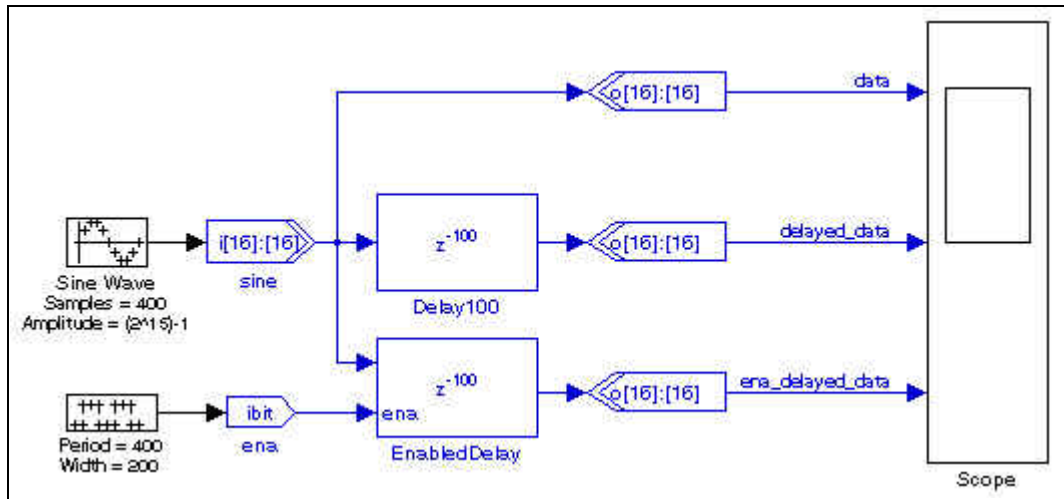 o[16]:[16]
data
i[16]:[16]
sine
Sine Wave
Samples = 400
Amplitude = (2^15)-1
z-100
Delay100
o[16]:[16]
delayed_data
z-100
ena
EnabledDelay
o[16]:[16]
ena_delayed_data
ibit
ena
Period = 400
Width = 200
Scope